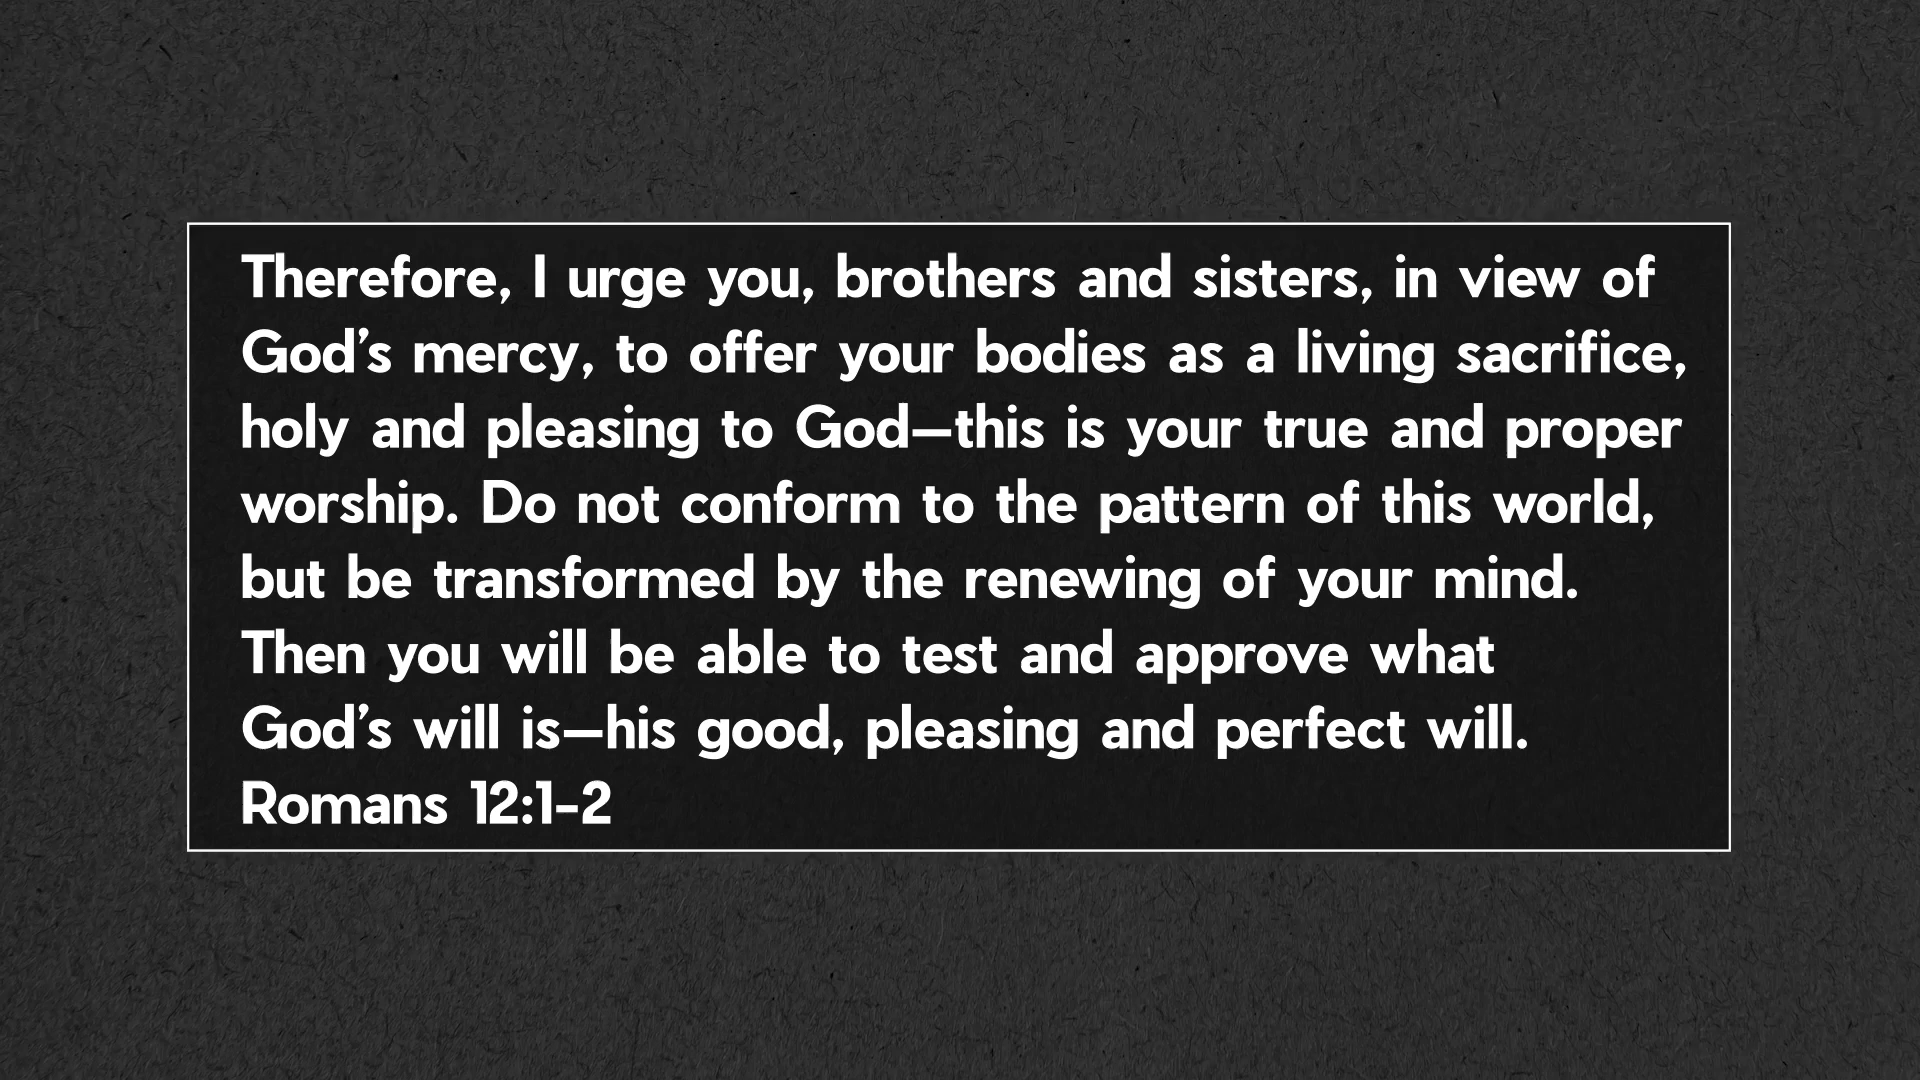 Therefore, I urge you, brothers and sisters, in view of
God’s mercy, to offer your bodies as a living sacrifice,
holy and pleasing to God—this is your true and proper
worship. Do not conform to the pattern of this world,
but be transformed by the renewing of your mind.
Then you will be able to test and approve what
God’s will is—his good, pleasing and perfect will.
Romans 12:1-2